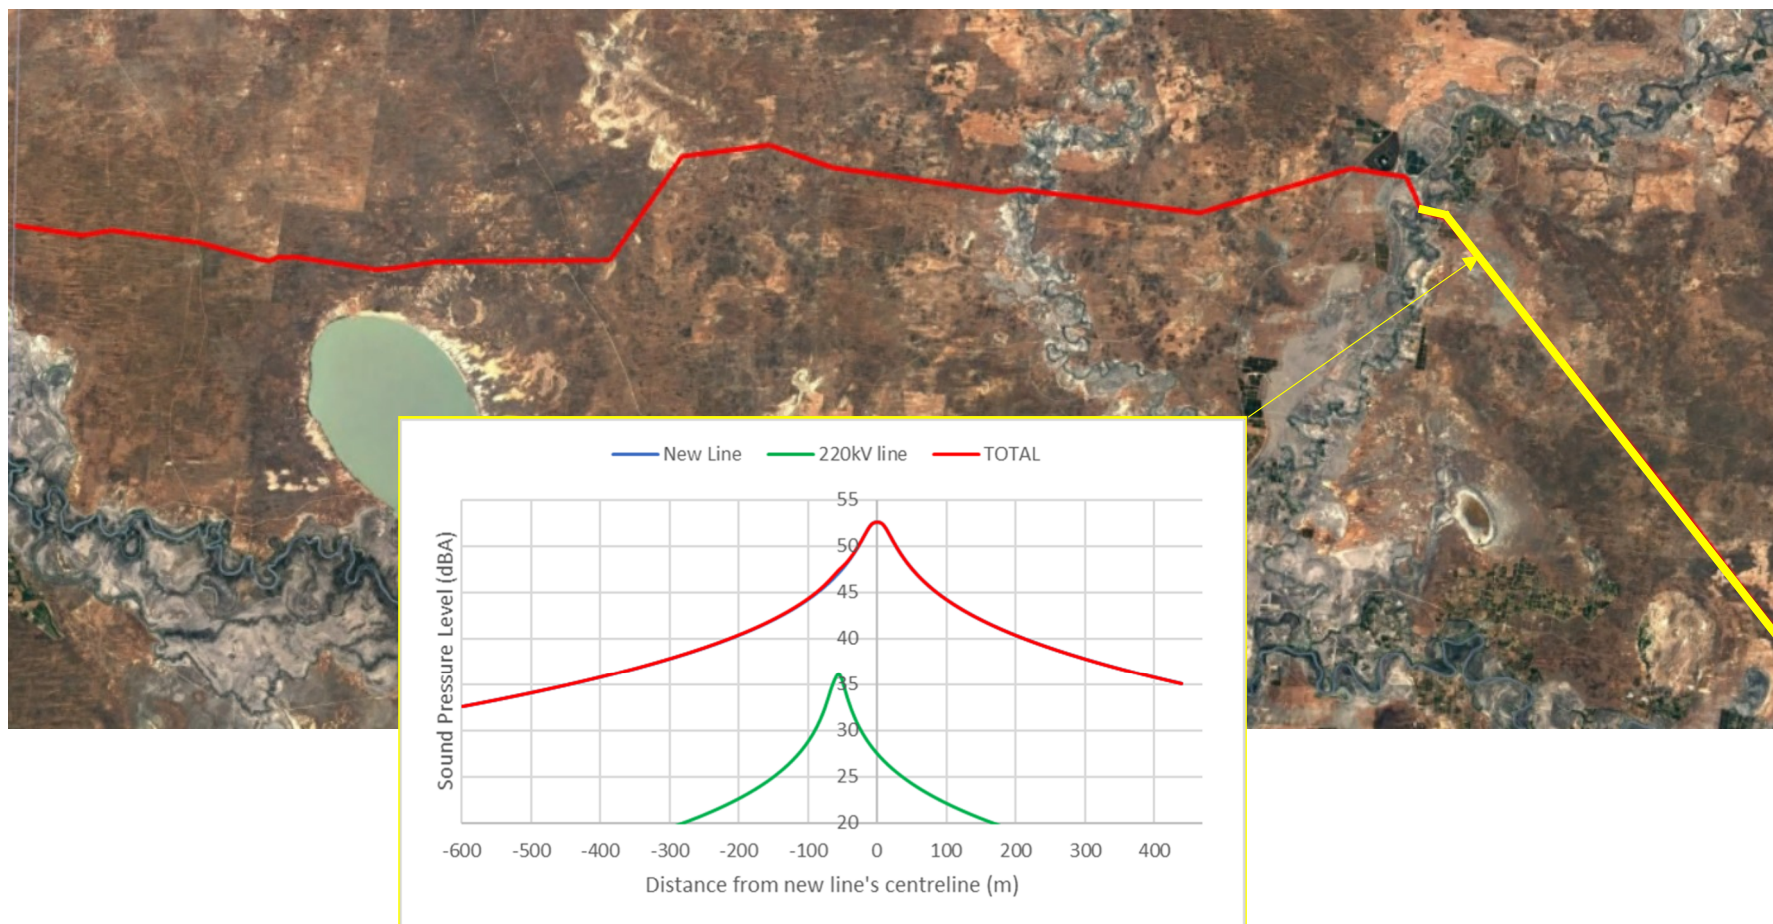 New Line 220kV line TOTAL
55
50
45
40
35
30
25
20
Sound Pressure Level (dBA)
-600 -500 -400 -300 -200 -100 0 100 200 300 400
Distance from new line's centreline (m)